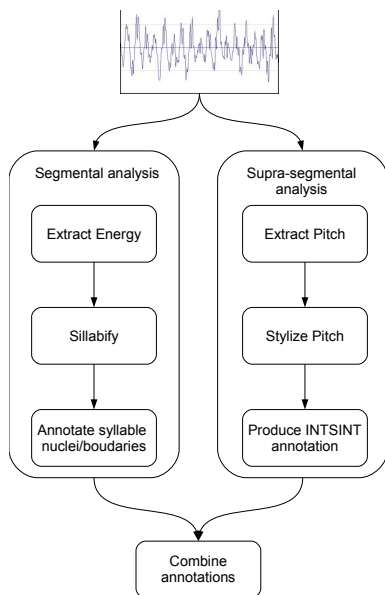 Segmental analysis
Extract Energy
Sillabify
Annotate syllable
nuclei/boudaries
Supra-segmental
analysis
Extract Pitch
Stylize Pitch
Produce INTSINT
annotation
Combine
annotations